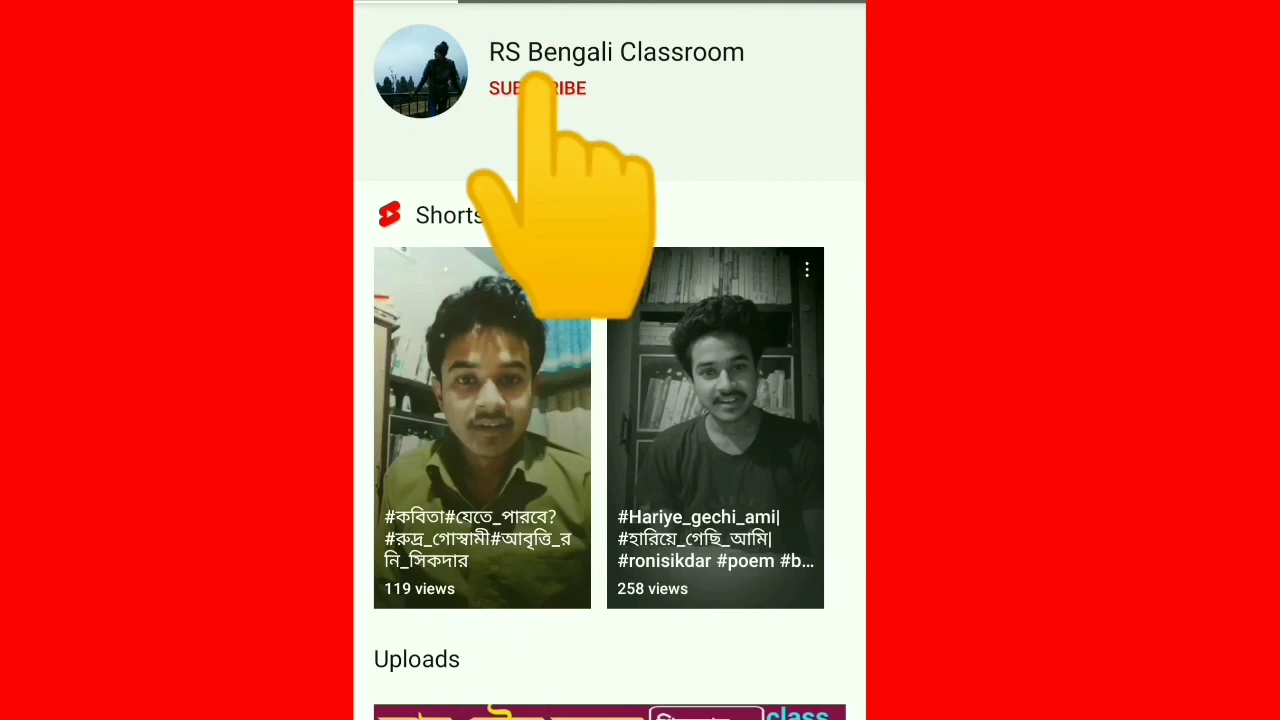 RS Bengali Classroom
SUBSCRIBE
Shorts
#কবিতা#যেতে_পারবে?
#রুদ্র_গোস্বামী#আবৃত্তি_র
নি_সিকদার
119 views
#Hariye_gechi_ami|
#হারিয়ে_গেছি_আমি|
#ronisikdar #poem #b...
258 views
Uploads
class